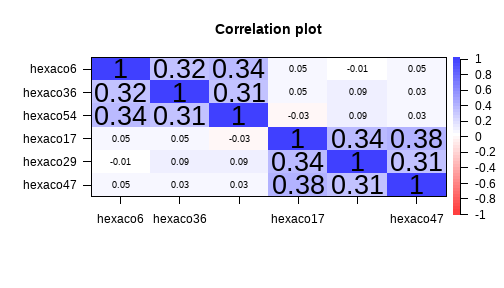 Correlation plot
hexaco6 1 0.32 0.34 0.05 -0.01 0.05
hexaco36 0.32 1 0.31 0.05 0.09 0.03
hexaco54 0.34 0.31 1 -0.03 0.09 0.03
hexaco17 0.05 0.05 -0.03 1 0.34 0.38
hexaco29 -0.01 0.09 0.09 0.34 1 0.31
hexaco47 0.05 0.03 0.03 0.38 0.31 1
hexaco6 hexaco36 hexaco17 hexaco47
1
0.8
0.6
0.4
0.2
0
-0.2
-0.4
-0.6
-0.8
-1